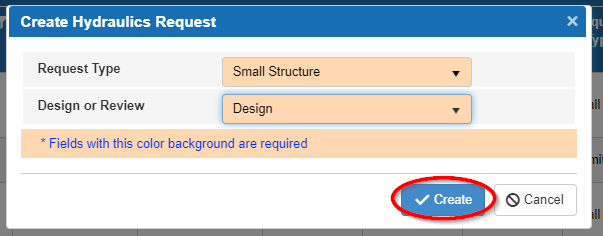 Create Hydraulics Request
Request Type Small Structure
Design or Review Design
* Fields with this color background are required
Create Cancel